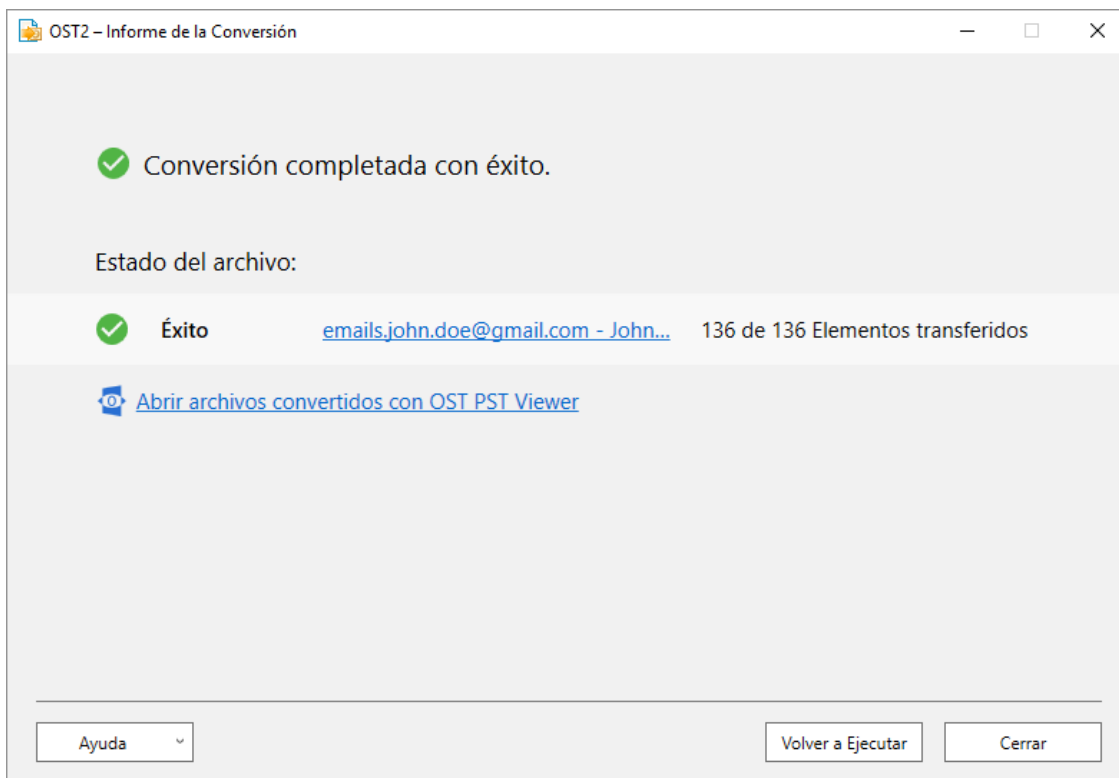 OST2 – Informe de la Conversión
Conversión completada con éxito.
Estado del archivo:
Éxito emails.john.doe@gmail.com - John... 136 de 136 Elementos transferidos
Abrir archivos convertidos con OST PST Viewer
Ayuda Volver a Ejecutar Cerrar